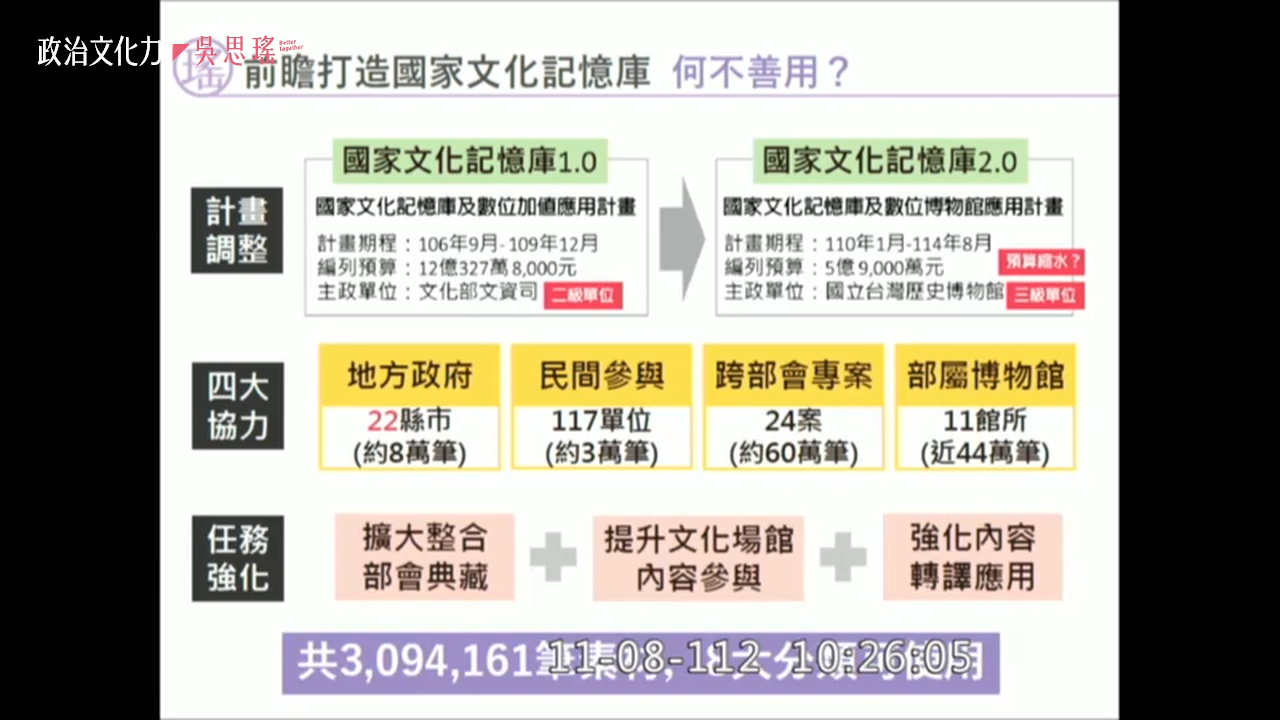 政治文化力 吳思瑤 Better Together
瑤 前瞻打造國家文化記憶庫 何不善用？
計畫調整
國家文化記憶庫1.0
國家文化記憶庫及數位加值應用計畫
計畫期程：106年9月-109年12月
編列預算：12億327萬8,000元
主政單位：文化部文資司 二級單位
國家文化記憶庫2.0
國家文化記憶庫及數位博物館應用計畫
計畫期程：110年1月-114年8月
編列預算：5億9,000萬元 預算縮水？
主政單位：國立台灣歷史博物館 三級單位
四大協力
地方政府
22縣市
(約8萬筆)
民間參與
117單位
(約3萬筆)
跨部會專案
24案
(約60萬筆)
部屬博物館
11館所
(近44萬筆)
任務強化
擴大整合
部會典藏
提升文化場館
內容參與
強化內容
轉譯應用
共3,094,161筆素材，8大分類可使用
11-08-112 10:26:05